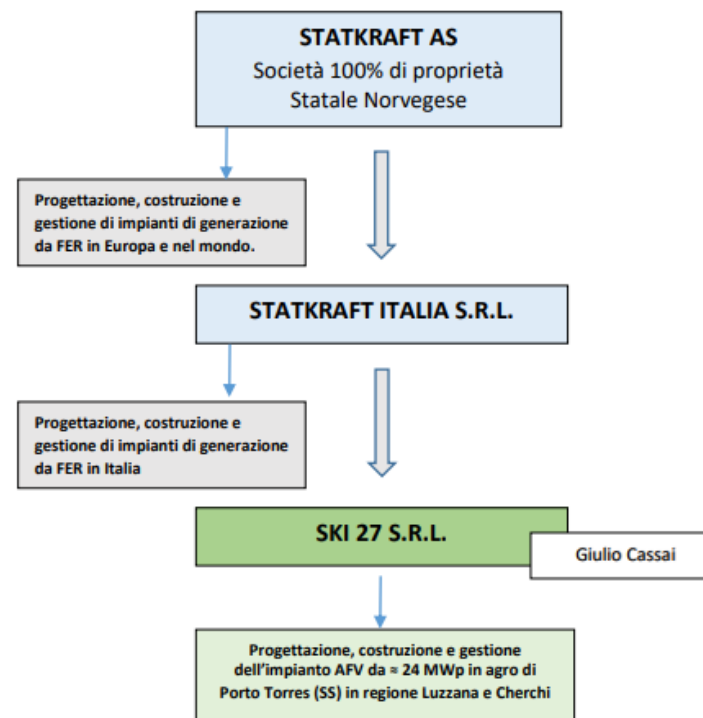 STATKRAFT AS
Società 100% di proprietà
Statale Norvegese
Progettazione, costruzione e
gestione di impianti di generazione
da FER in Europa e nel mondo.
STATKRAFT ITALIA S.R.L.
Progettazione, costruzione e
gestione di impianti di generazione
da FER in Italia
SKI 27 S.R.L.
Giulio Cassai
Progettazione, costruzione e gestione
dell'impianto AFV da ≈ 24 MWp in agro di
Porto Torres (SS) in regione Luzzana e Cherchi